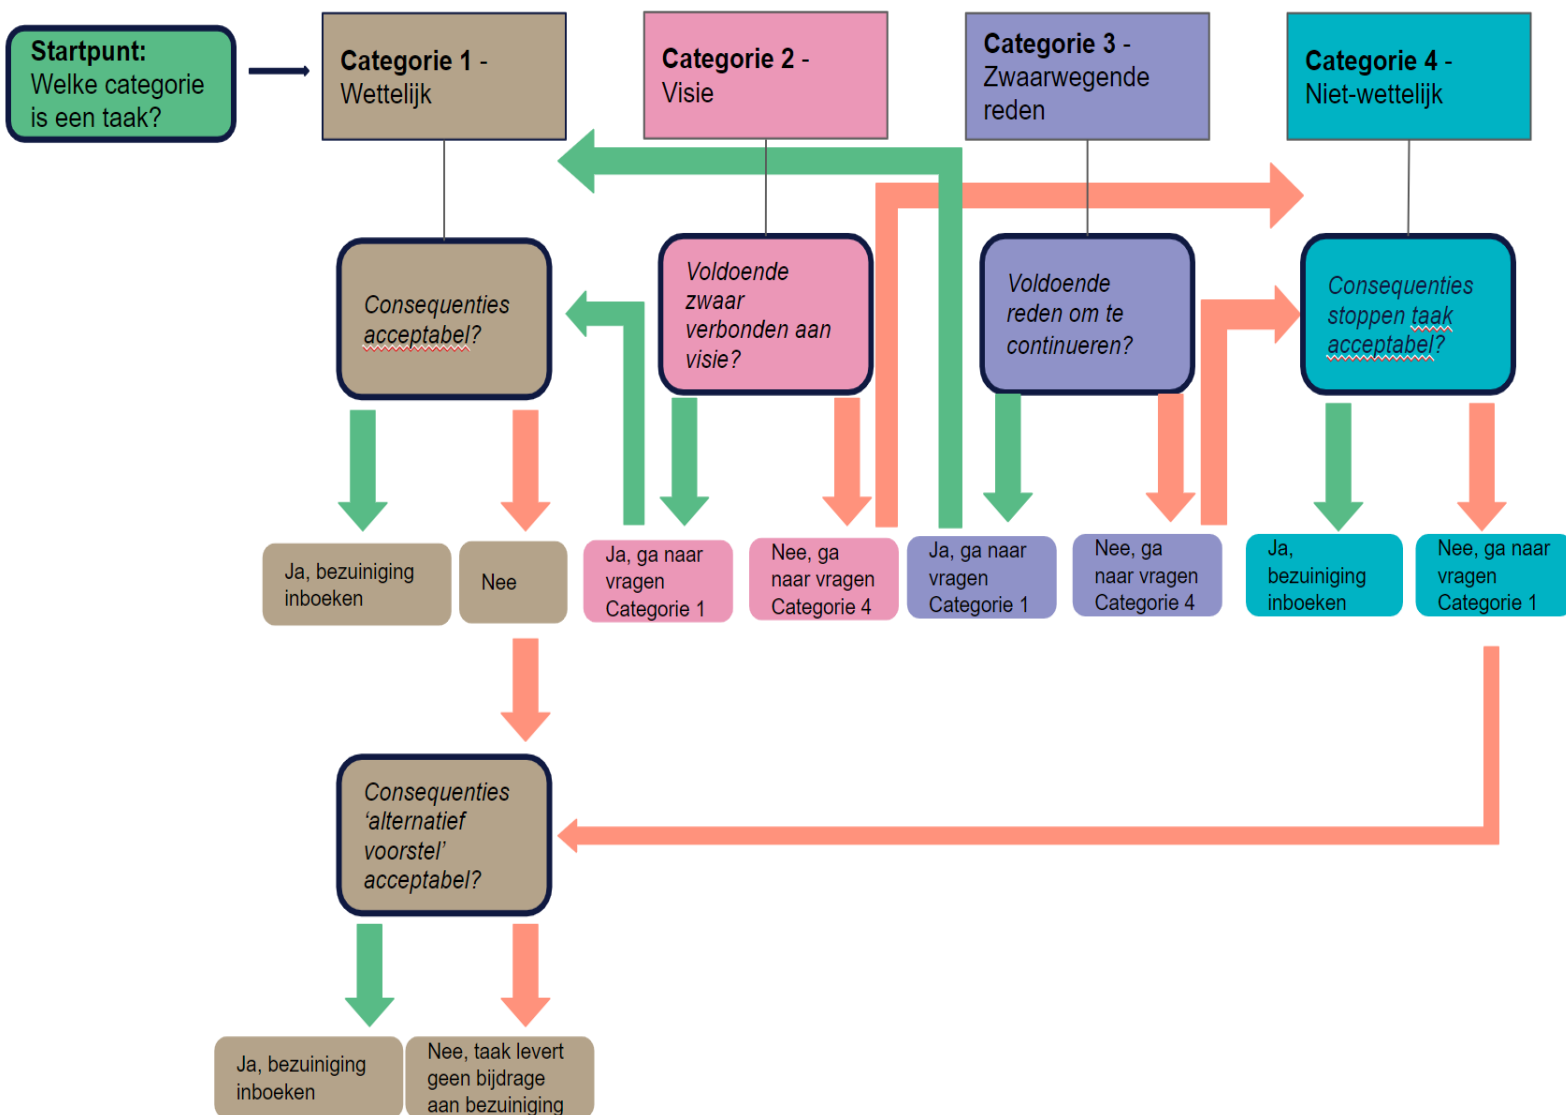 Startpunt:
Welke categorie
is een taak?
Categorie 1 -
Wettelijk
Categorie 2 -
Visie
Categorie 3 -
Zwaarwegende
reden
Categorie 4 -
Niet-wettelijk
Consequenties
acceptabel?
Voldoende
zwaar
verbonden aan
visie?
Voldoende
reden om te
continueren?
Consequenties
stoppen taak
acceptabel?
Ja, bezuiniging
inboeken
Nee
Ja, ga naar
vragen
Categorie 1
Nee, ga
naar vragen
Categorie 4
Ja, ga naar
vragen
Categorie 1
Nee, ga
naar vragen
Categorie 4
Ja,
bezuiniging
inboeken
Nee, ga naar
vragen
Categorie 1
Consequenties
‘alternatief
voorstel’
acceptabel?
Ja, bezuiniging
inboeken
Nee, taak levert
geen bijdrage
aan bezuiniging